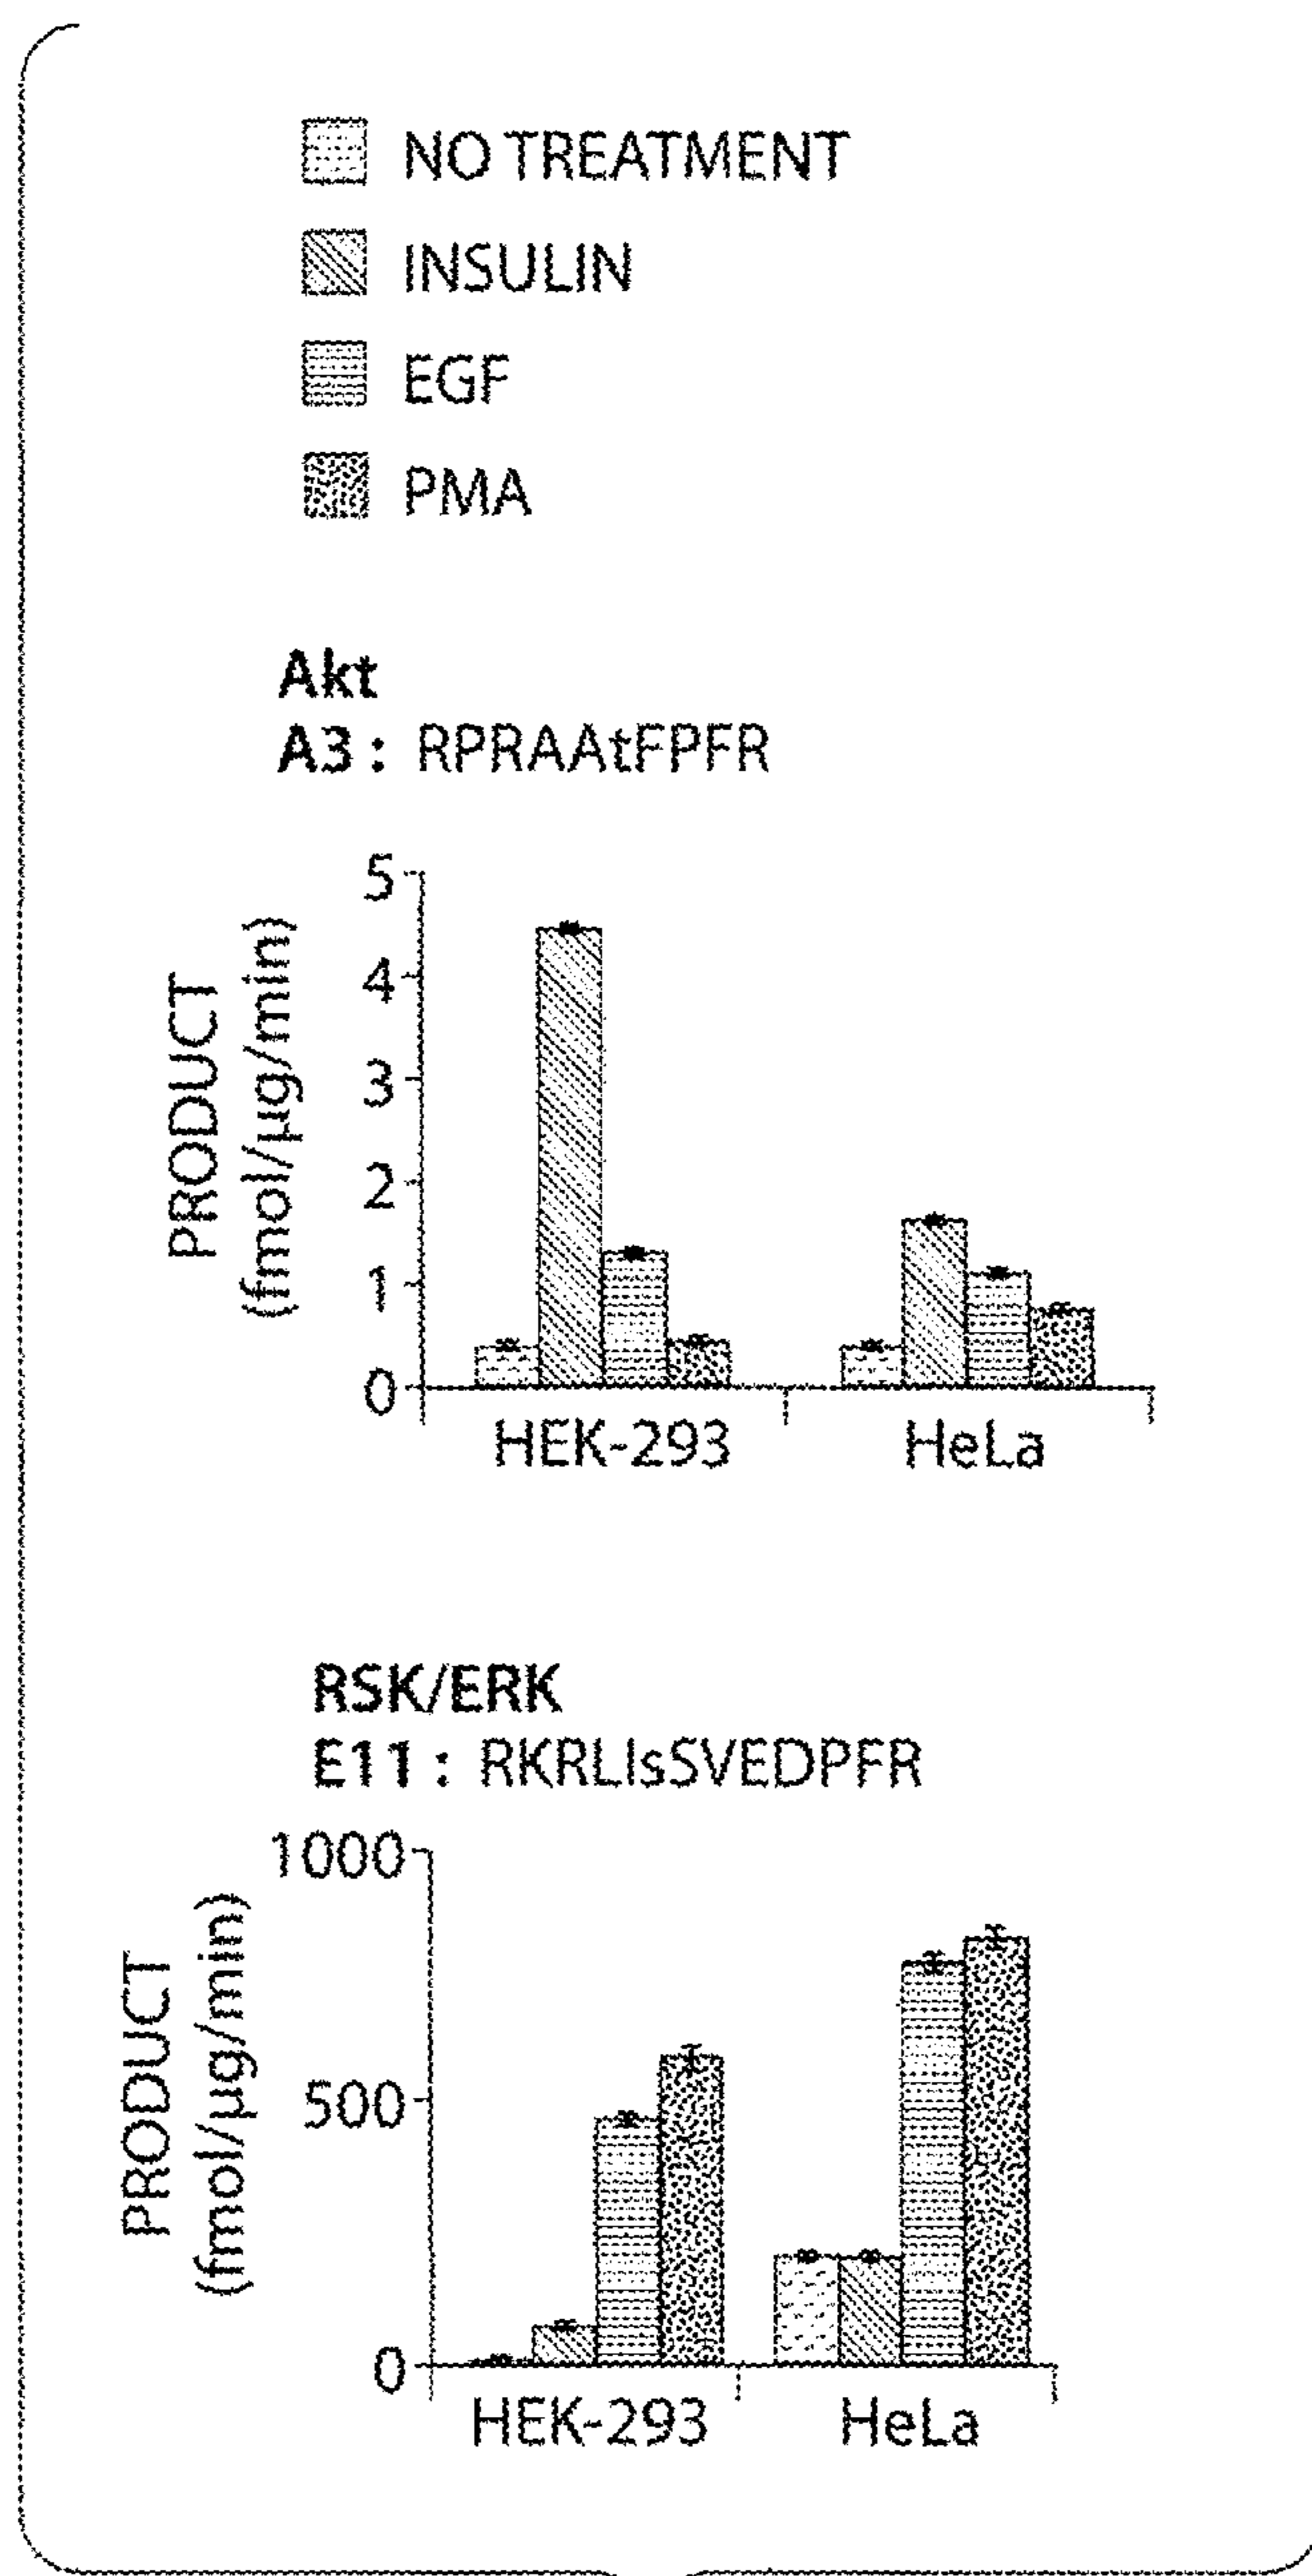 NO TREATMENT
INSULIN
EGF
PMA
Akt
A3 : RPRAAtFPFR
PRODUCT
(fmol/µg/min)
5
4
3
2
1
0
HEK-293
HeLa
RSK/ERK
E11 : RKRLIsSVEDPFR
PRODUCT
(fmol/µg/min)
1000
500
0
HEK-293
HeLa